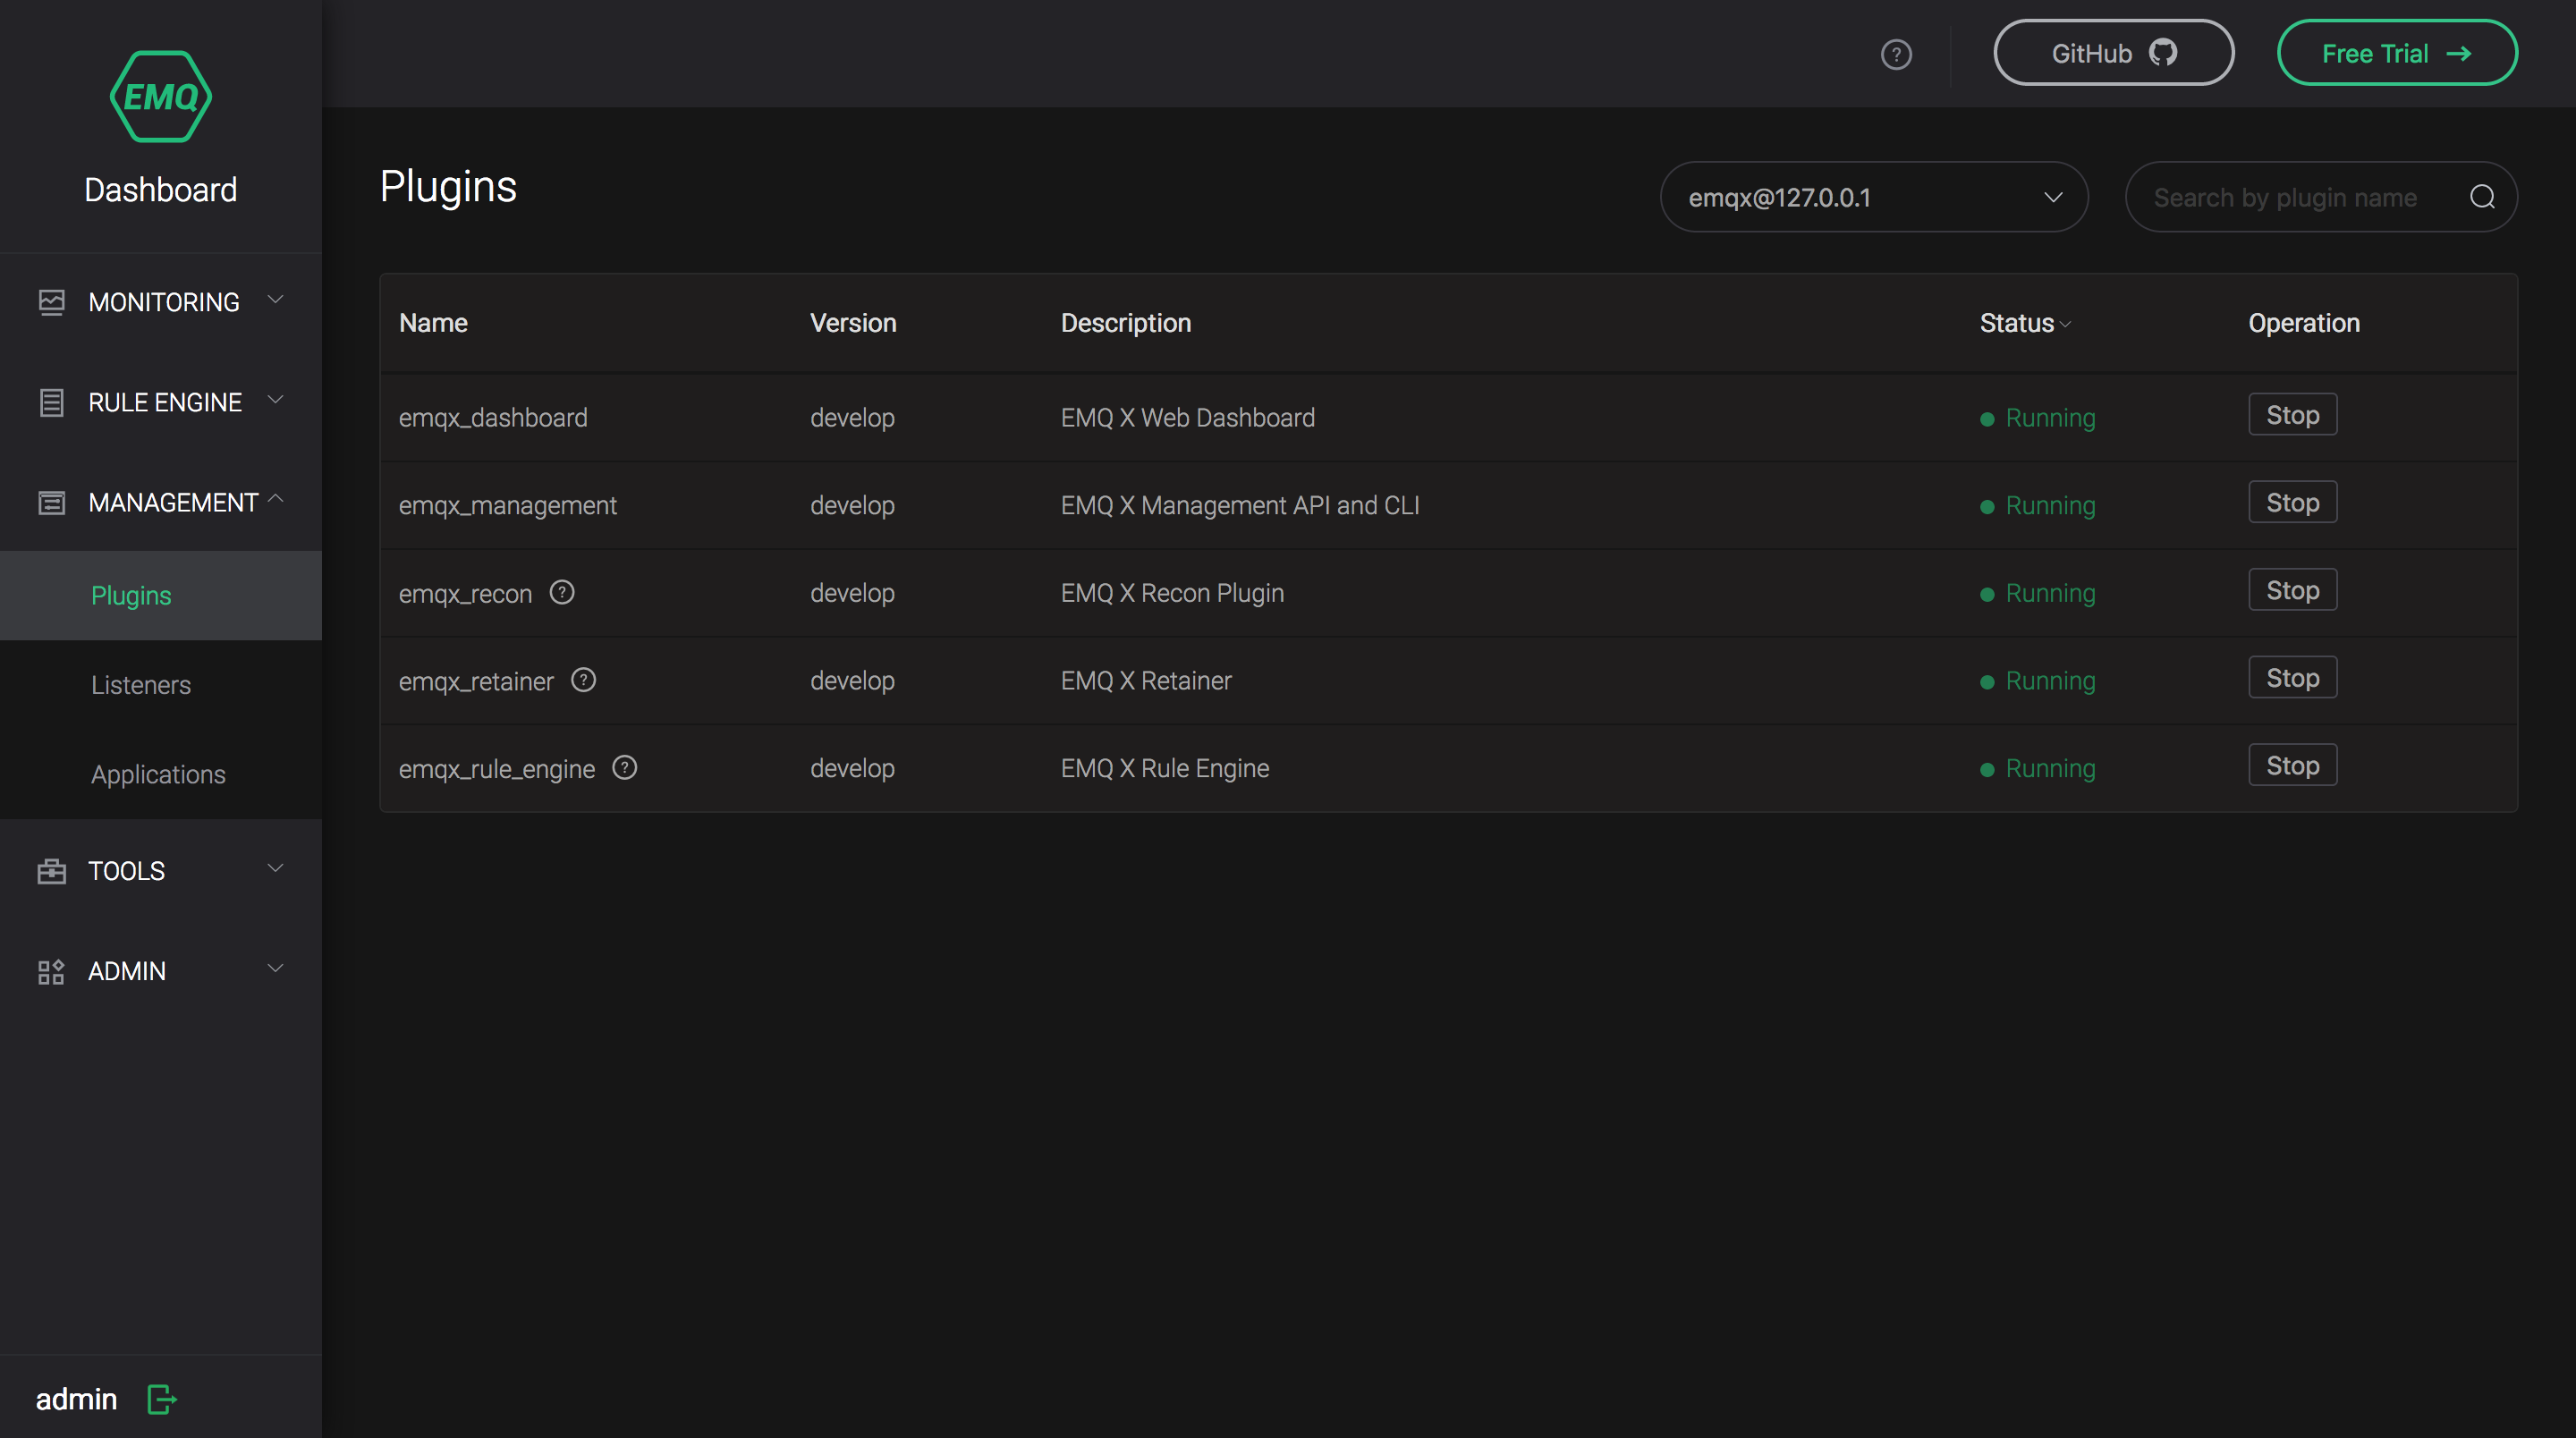 EMQ
Dashboard
MONITORING
RULE ENGINE
MANAGEMENT
Plugins
Listeners
Applications
TOOLS
ADMIN
admin
GitHub
Free Trial
Plugins
emqx@127.0.0.1
Search by plugin name
Name Version Description Status Operation
emqx_dashboard develop EMQ X Web Dashboard Running Stop
emqx_management develop EMQ X Management API and CLI Running Stop
emqx_recon develop EMQ X Recon Plugin Running Stop
emqx_retainer develop EMQ X Retainer Running Stop
emqx_rule_engine develop EMQ X Rule Engine Running Stop